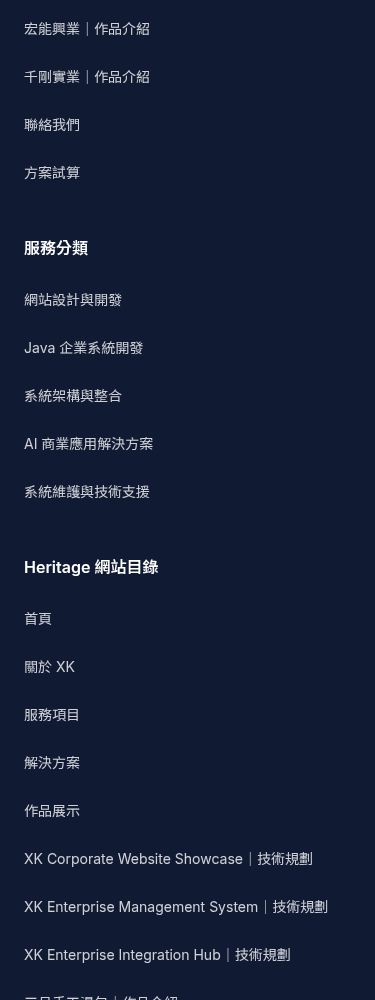 宏能興業｜作品介紹
千剛實業｜作品介紹
聯絡我們
方案試算
服務分類
網站設計與開發
Java 企業系統開發
系統架構與整合
AI 商業應用解決方案
系統維護與技術支援
Heritage 網站目錄
首頁
關於 XK
服務項目
解決方案
作品展示
XK Corporate Website Showcase｜技術規劃
XK Enterprise Management System｜技術規劃
XK Enterprise Integration Hub｜技術規劃